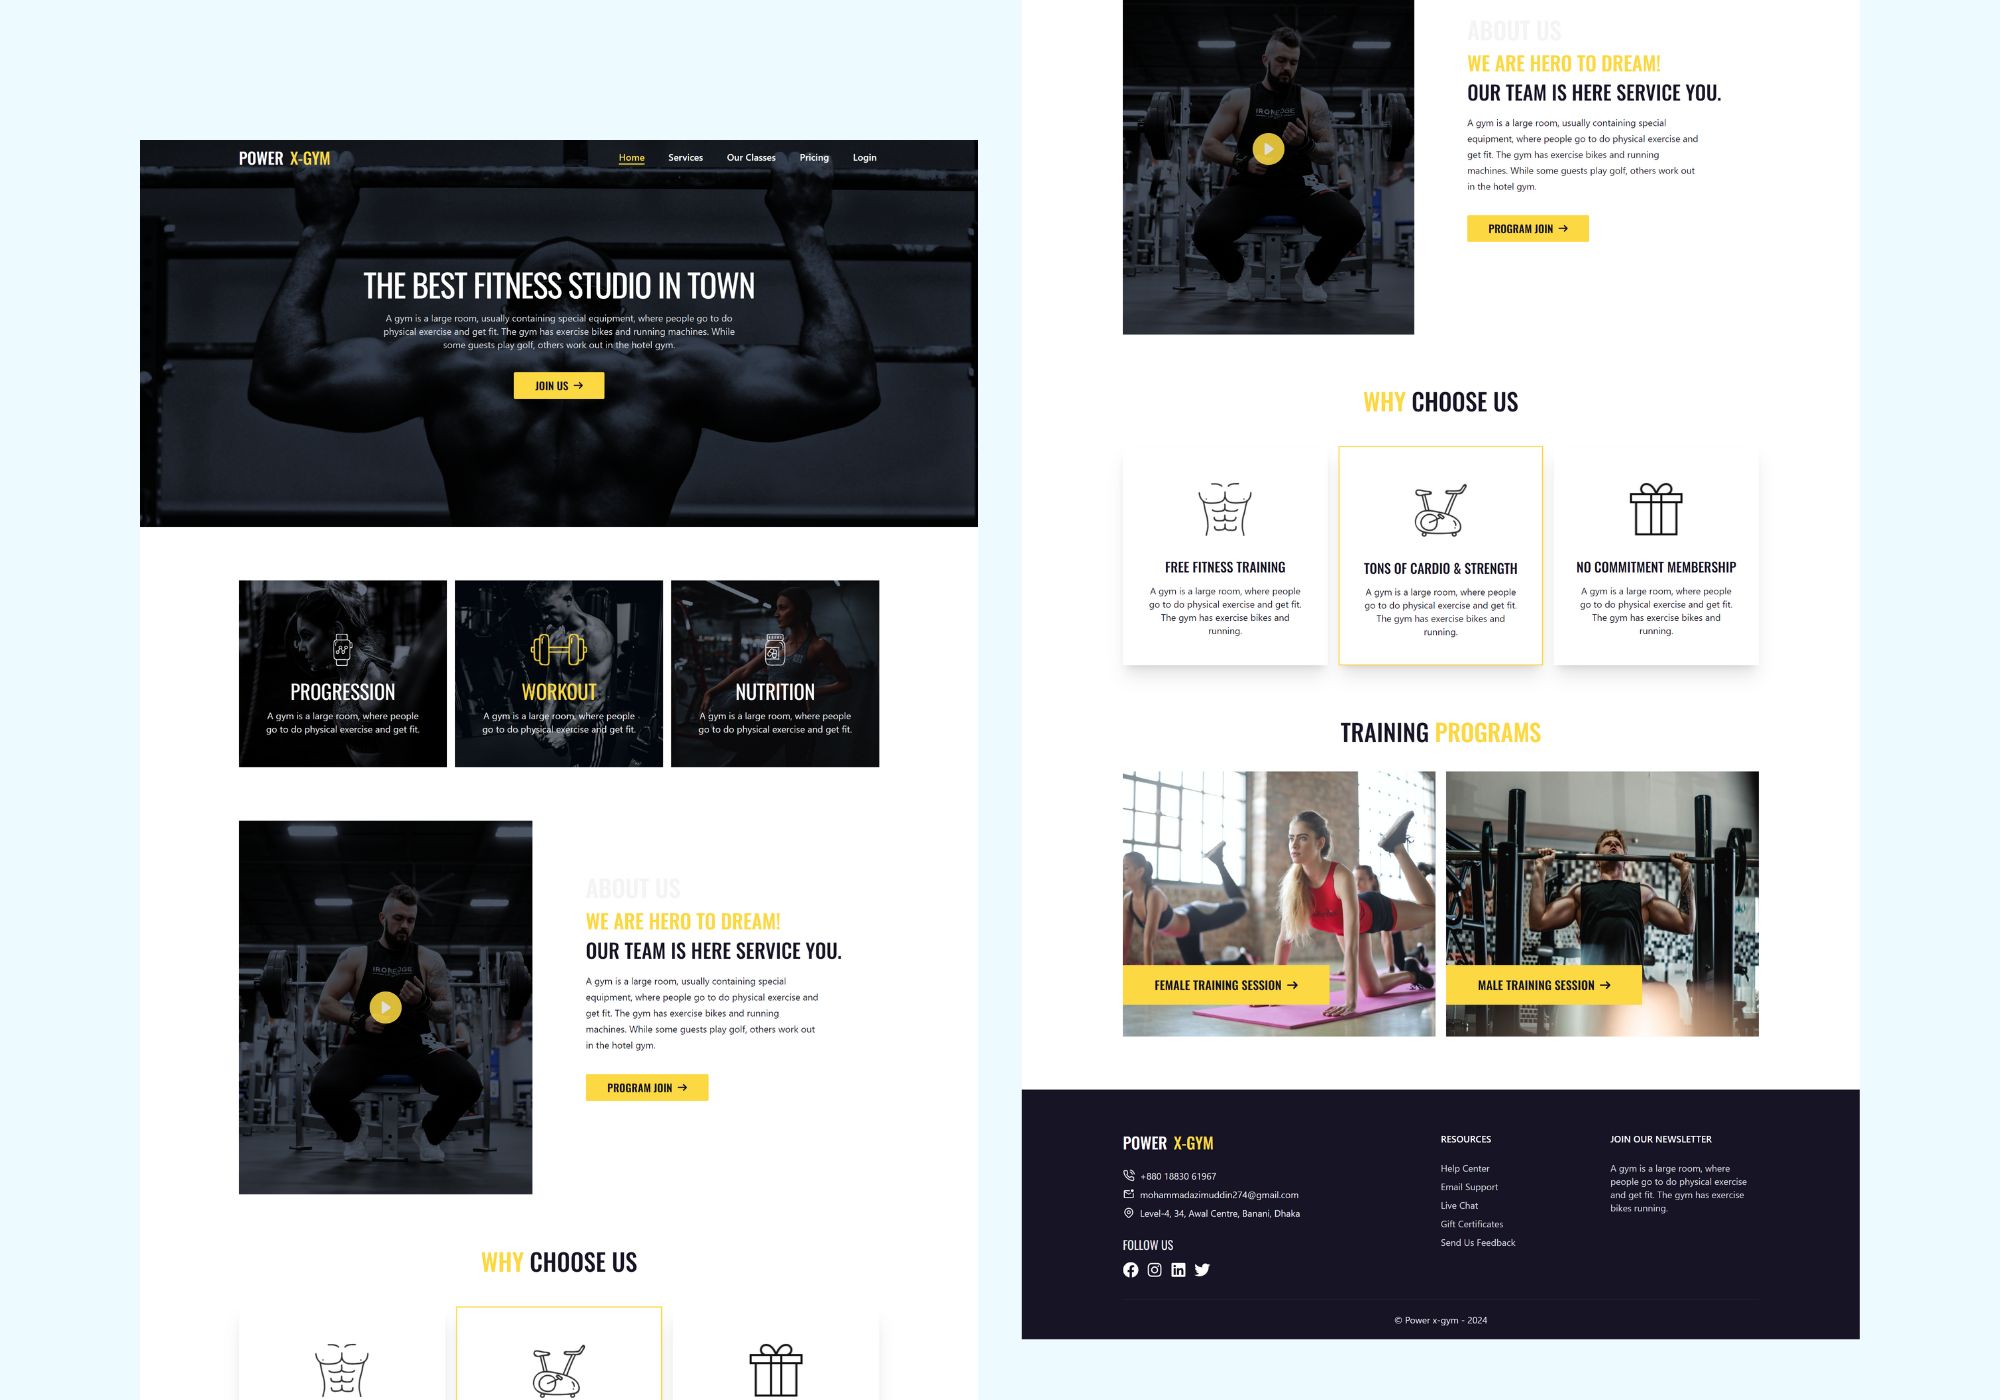 POWER X-GYM
Home Services Our Classes Pricing Login
THE BEST FITNESS STUDIO IN TOWN
A gym is a large room, usually containing special equipment, where people go to do
physical exercise and get fit. The gym has exercise bikes and running machines. While
some guests play golf, others work out in the hotel gym.
JOIN US →
PROGRESSION
A gym is a large room, where people
go to do physical exercise and get fit.
WORKOUT
A gym is a large room, where people
go to do physical exercise and get fit.
NUTRITION
A gym is a large room, where people
go to do physical exercise and get fit.
IRONEDGE
ABOUT US
WE ARE HERO TO DREAM!
OUR TEAM IS HERE SERVICE YOU.
A gym is a large room, usually containing special
equipment, where people go to do physical exercise and
get fit. The gym has exercise bikes and running
machines. While some guests play golf, others work out
in the hotel gym.
PROGRAM JOIN →
WHY CHOOSE US
IRONEDGE
ABOUT US
WE ARE HERO TO DREAM!
OUR TEAM IS HERE SERVICE YOU.
A gym is a large room, usually containing special
equipment, where people go to do physical exercise and
get fit. The gym has exercise bikes and running
machines. While some guests play golf, others work out
in the hotel gym.
PROGRAM JOIN →
WHY CHOOSE US
FREE FITNESS TRAINING
A gym is a large room, where people
go to do physical exercise and get fit.
The gym has exercise bikes and
running.
TONS OF CARDIO & STRENGTH
A gym is a large room, where people
go to do physical exercise and get fit.
The gym has exercise bikes and
running.
NO COMMITMENT MEMBERSHIP
A gym is a large room, where people
go to do physical exercise and get fit.
The gym has exercise bikes and
running.
TRAINING PROGRAMS
FEMALE TRAINING SESSION →
MALE TRAINING SESSION →
POWER X-GYM
+880 18830 61967
mohammadazimuddin274@gmail.com
Level-4, 34, Awal Centre, Banani, Dhaka
FOLLOW US
RESOURCES
Help Center
Email Support
Live Chat
Gift Certificates
Send Us Feedback
JOIN OUR NEWSLETTER
A gym is a large room, where
people go to do physical exercise
and get fit. The gym has exercise
bikes running.
© Power x-gym - 2024